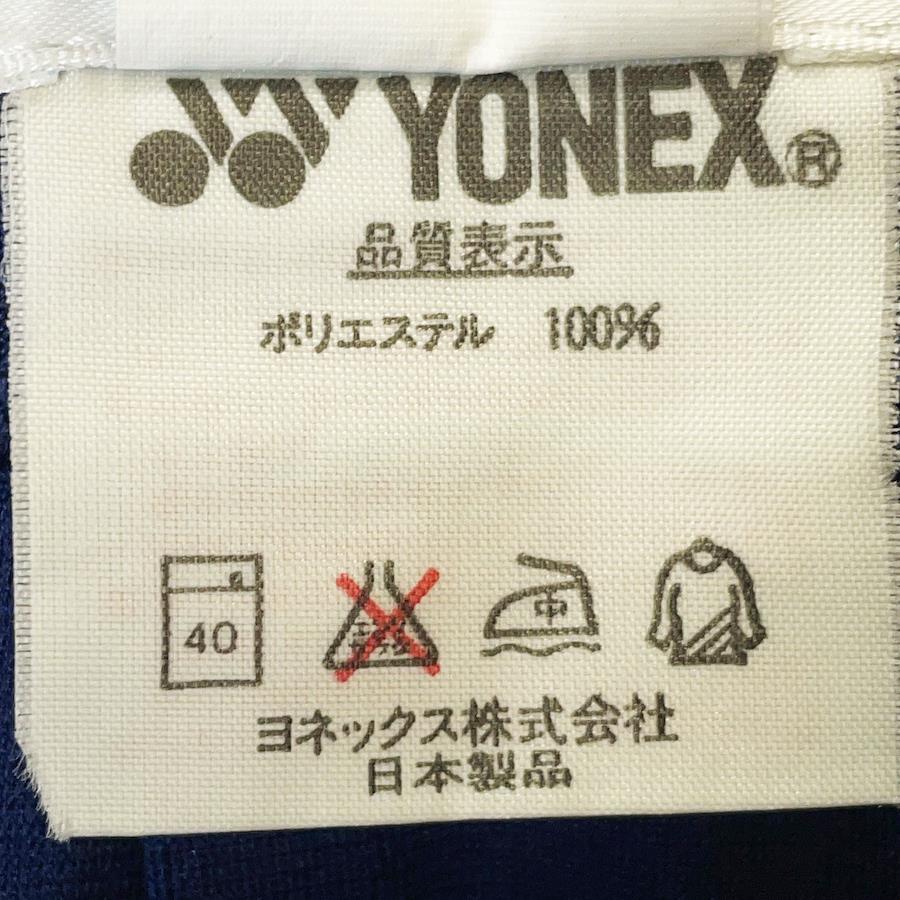 YONEX®
品質表示
ポリエステル 100%
40 中
ヨネックス株式会社
日本製品